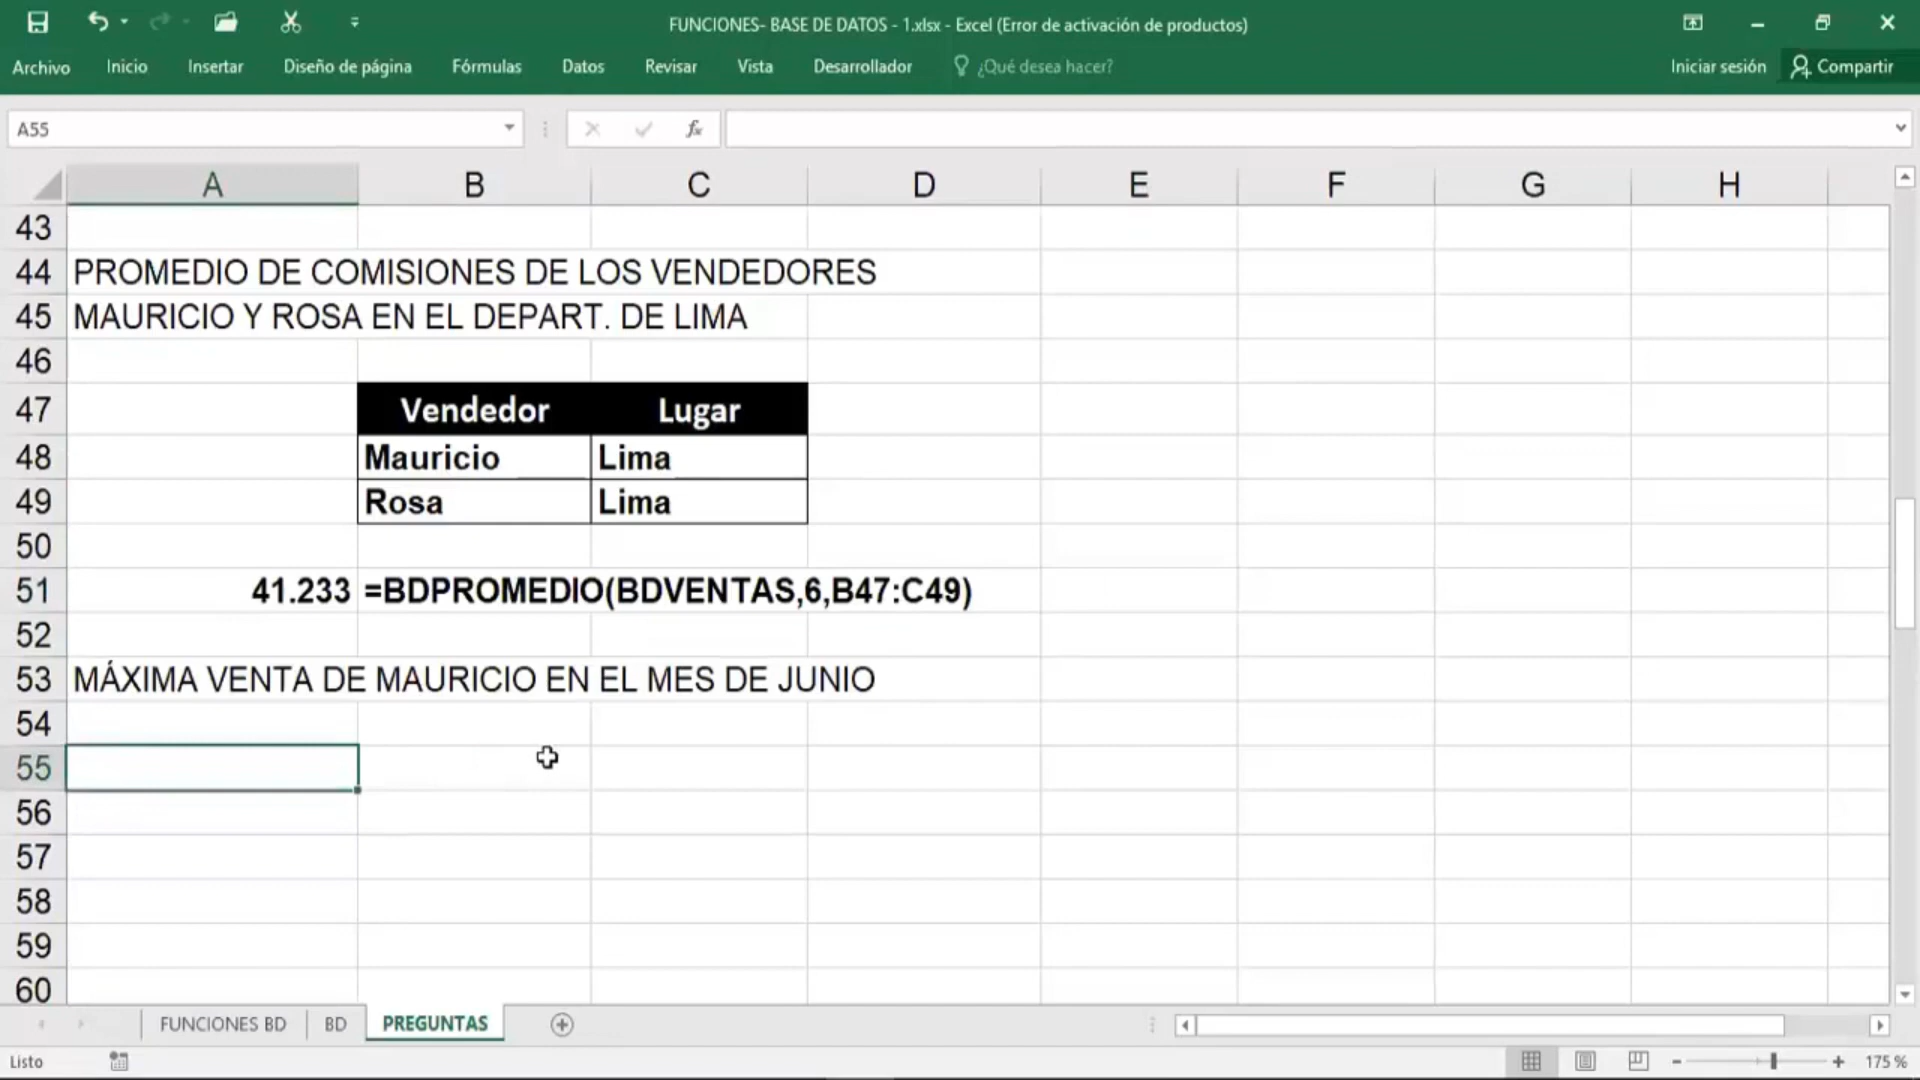 FUNCIONES- BASE DE DATOS - 1.xlsx - Excel (Error de activación de productos)
Archivo Inicio Insertar Diseño de página Fórmulas Datos Revisar Vista Desarrollador ¿Qué desea hacer? Iniciar sesión Compartir
A55 fx
A B C D E F G H
43
44 PROMEDIO DE COMISIONES DE LOS VENDEDORES
45 MAURICIO Y ROSA EN EL DEPART. DE LIMA
46
47 Vendedor Lugar
48 Mauricio Lima
49 Rosa Lima
50
51 41.233 =BDPROMEDIO(BDVENTAS,6,B47:C49)
52
53 MÁXIMA VENTA DE MAURICIO EN EL MES DE JUNIO
54
55
56
57
58
59
60
FUNCIONES BD BD PREGUNTAS
Listo 175 %